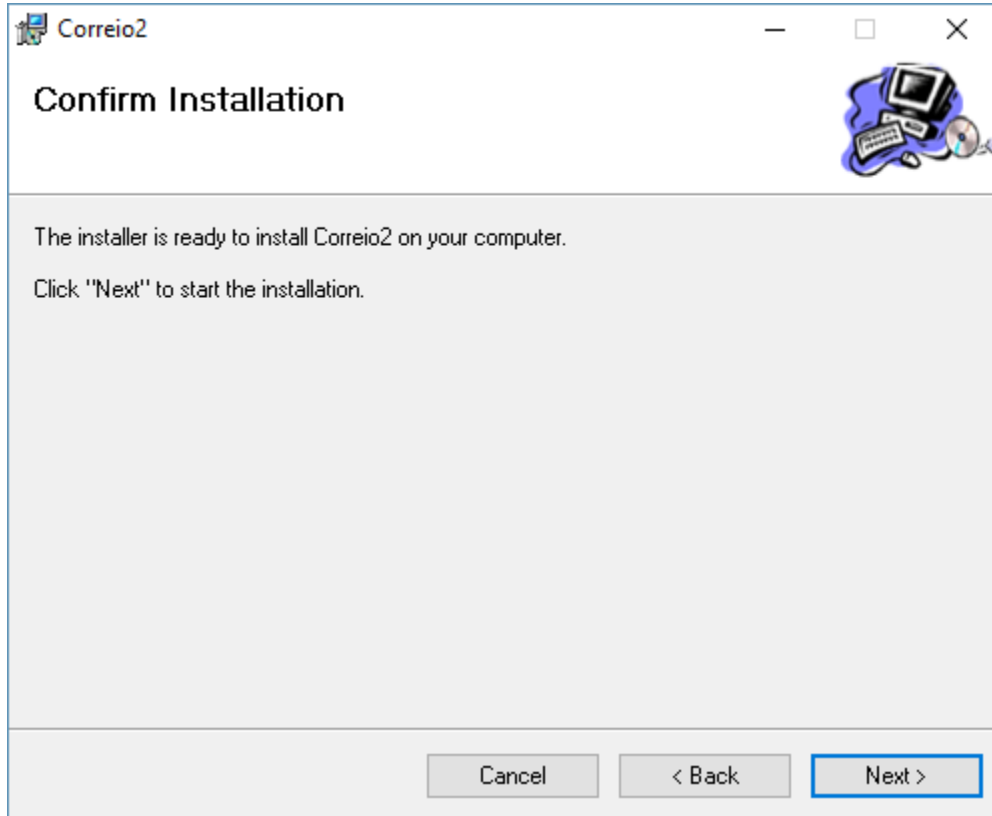 Correio2
Confirm Installation
The installer is ready to install Correio2 on your computer.
Click "Next" to start the installation.
Cancel
< Back
Next >